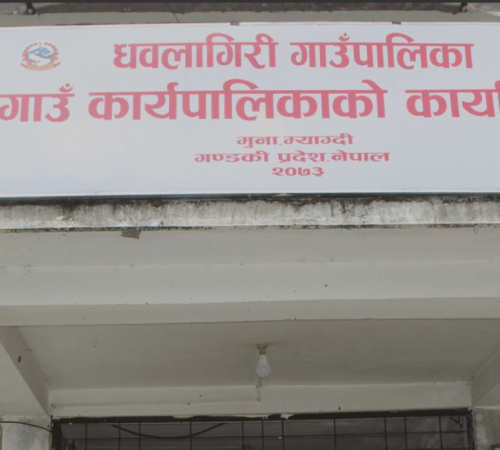 धवलागिरी गाउँपालिका
गाउँ कार्यपालिकाको
मुना,म्याग्दी
गण्डकी प्रदेश,नेपाल
२०७३